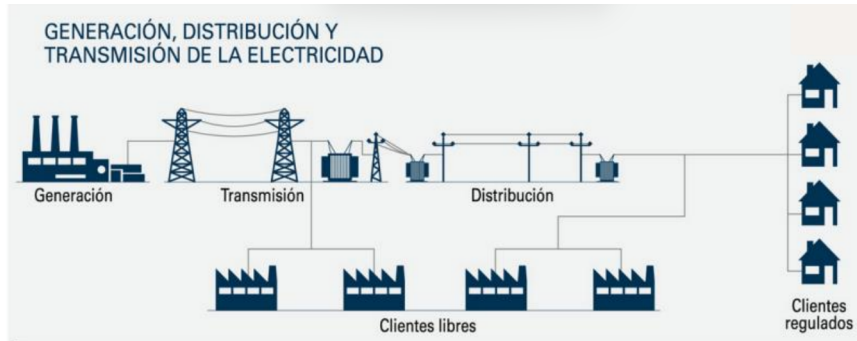 GENERACIÓN, DISTRIBUCIÓN Y
TRANSMISIÓN DE LA ELECTRICIDAD
Generación
Transmisión
Distribución
Clientes libres
Clientes
regulados